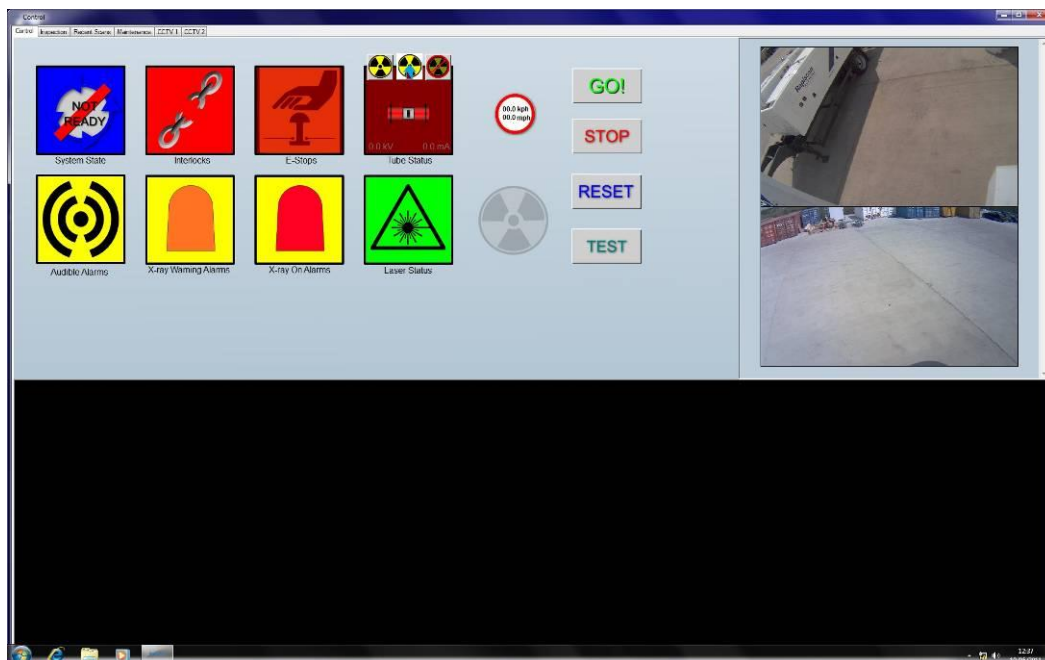 Control
Control Inspection Recent Scans Maintenance CCTV 1 CCTV 2
NOT
READY
System State
Interlocks
E-Stops
0.0 kV 0.0 mA
Tube Status
00.0 kph
00.0 mph
GO!
STOP
RESET
TEST
Audible Alarms
X-ray Warning Alarms
X-ray On Alarms
Laser Status
12:37